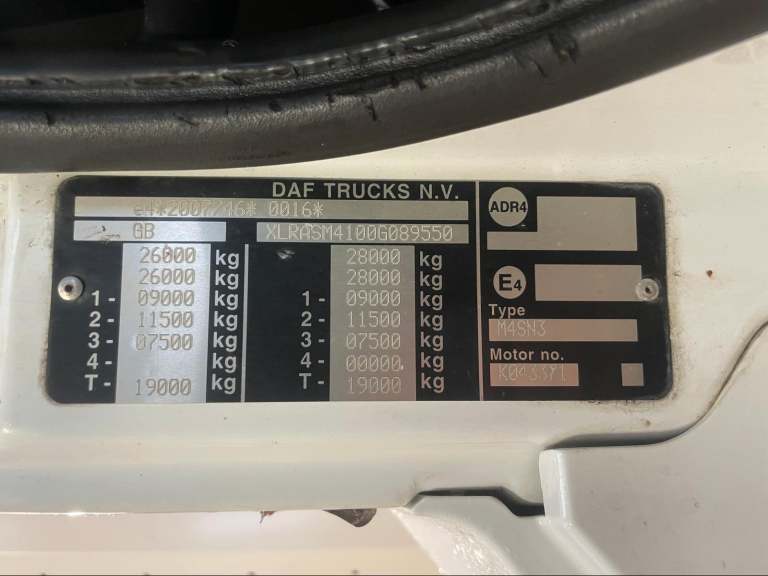 DAF TRUCKS N.V.
e4*2007/46* 0016*
GB XLRASM4100G089550
26000 kg 28000 kg
26000 kg 28000 kg
1- 09000 kg 1- 09000 kg
2- 11500 kg 2- 11500 kg
3- 07500 kg 3- 07500 kg
4- kg 4- 00000 kg
T- 19000 kg T- 19000 kg
ADR4
E4
Type
M4SN3
Motor no.